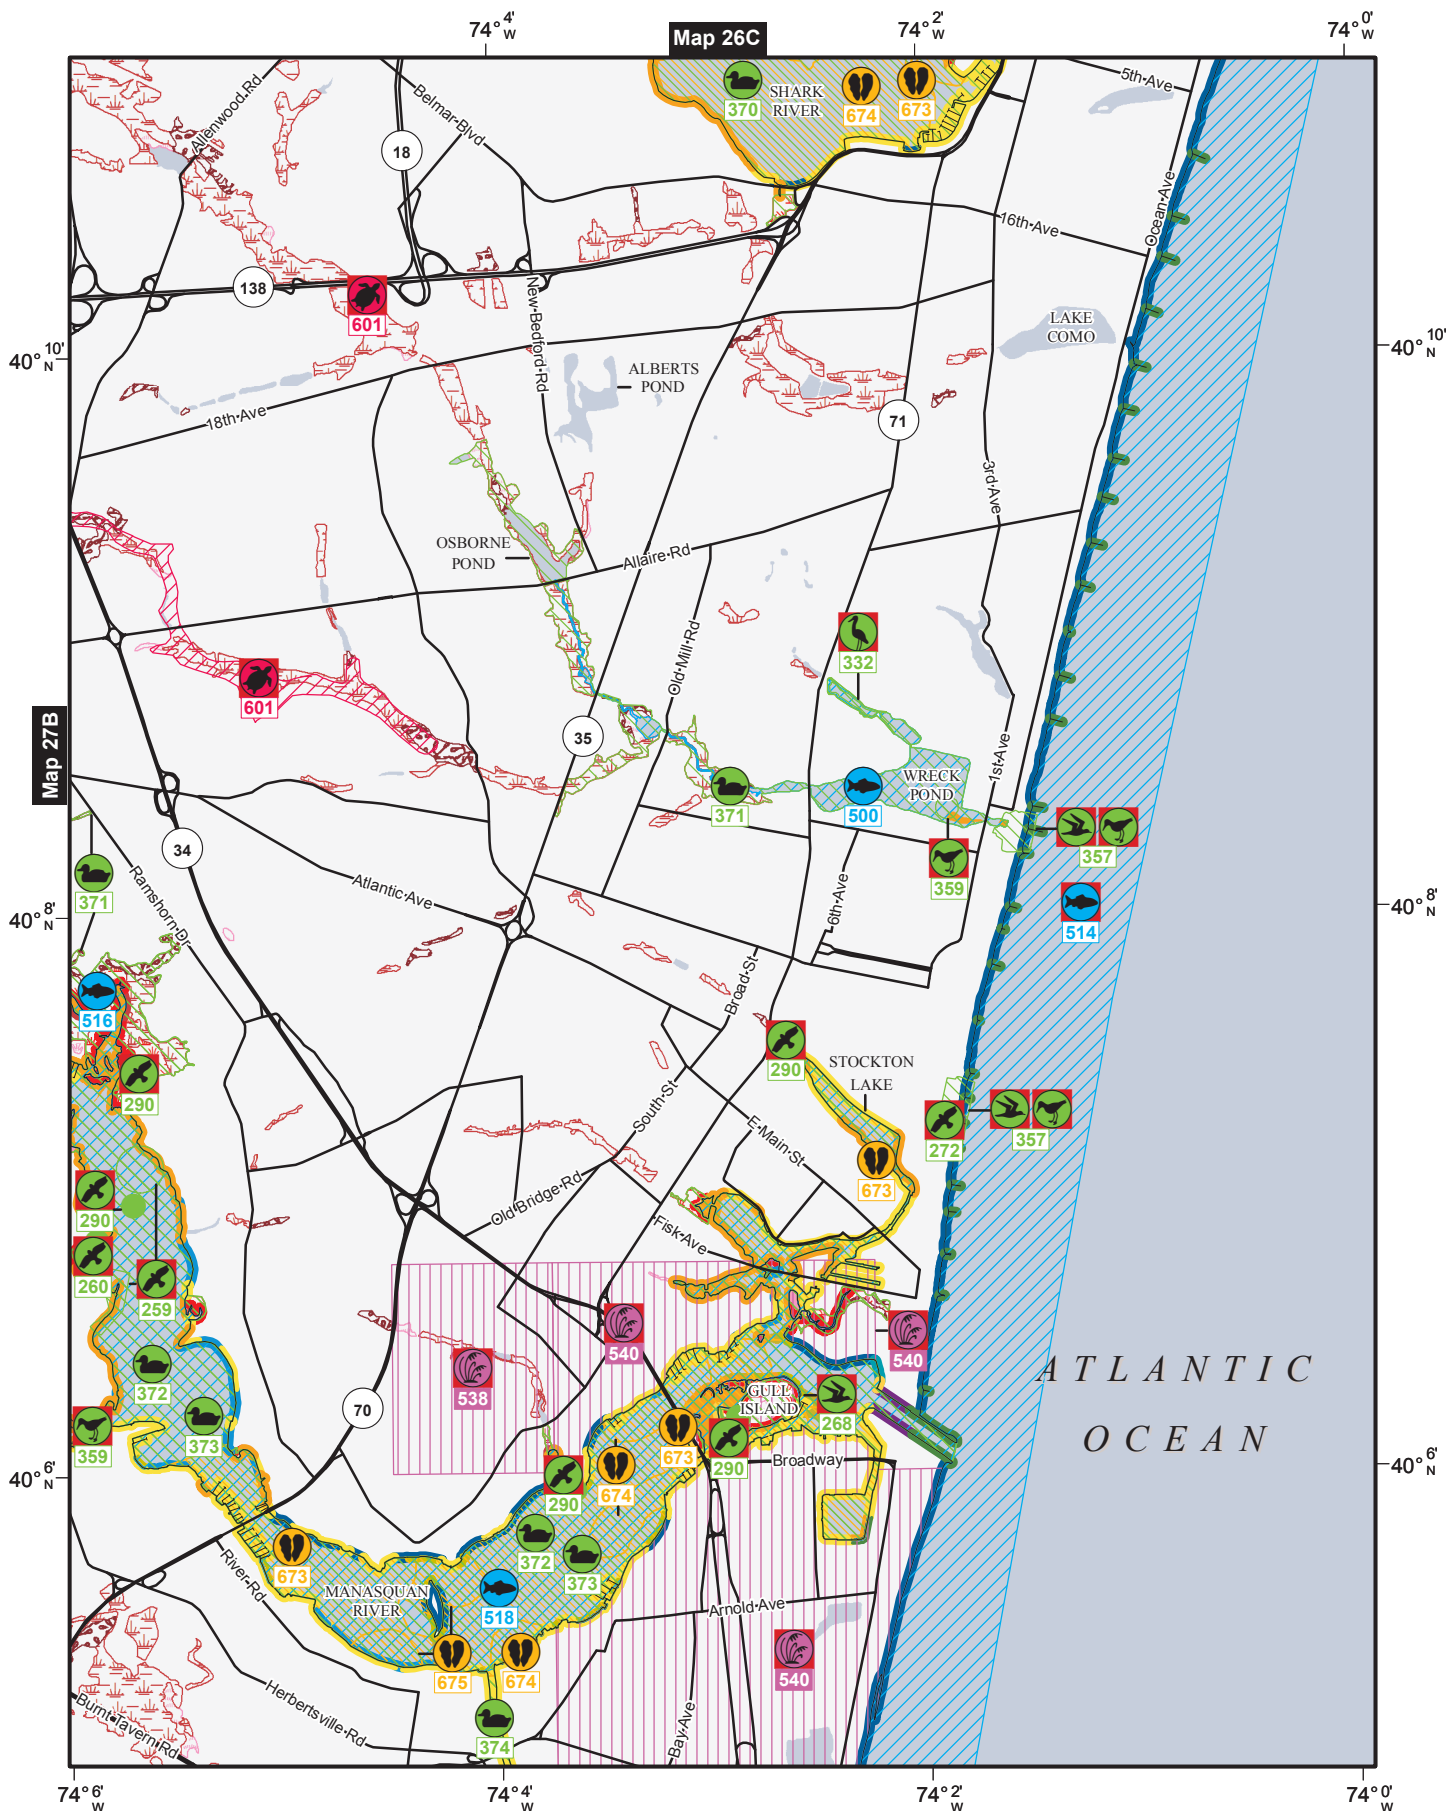 74°4'
W
Map 26C
74°2'
W
74°0'
W
5th Ave
Allenwood Rd
Belmar Blvd
SHARK
RIVER
370
674
673
18
16th Ave
Ocean Ave
138
601
New Bedford Rd
LAKE
COMO
40°10'
N
40°10'
N
ALBERTS
POND
18th Ave
71
3rd Ave
OSBORNE
POND
Allaire Rd
Old Mill Rd
332
601
35
Map 27B
1st Ave
WRECK
POND
371
500
357
34
359
371
Ramshorn Dr
Atlantic Ave
6th Ave
40°8'
N
40°8'
N
514
Broad St
516
290
290
STOCKTON
LAKE
South St
E Main St
272
357
673
290
Old Bridge Rd
Fisk Ave
260
259
540
540
538
372
ATLANTIC
OCEAN
GULL
ISLAND
268
70
373
359
673
290
Broadway
40°6'
N
40°6'
N
290
674
372
373
673
River Rd
MANASQUAN
RIVER
518
Arnold Ave
675
674
540
Herbertsville Rd
Burnt Tavern Rd
374
Bay Ave
74°6'
W
74°4'
W
74°2'
W
74°0'
W